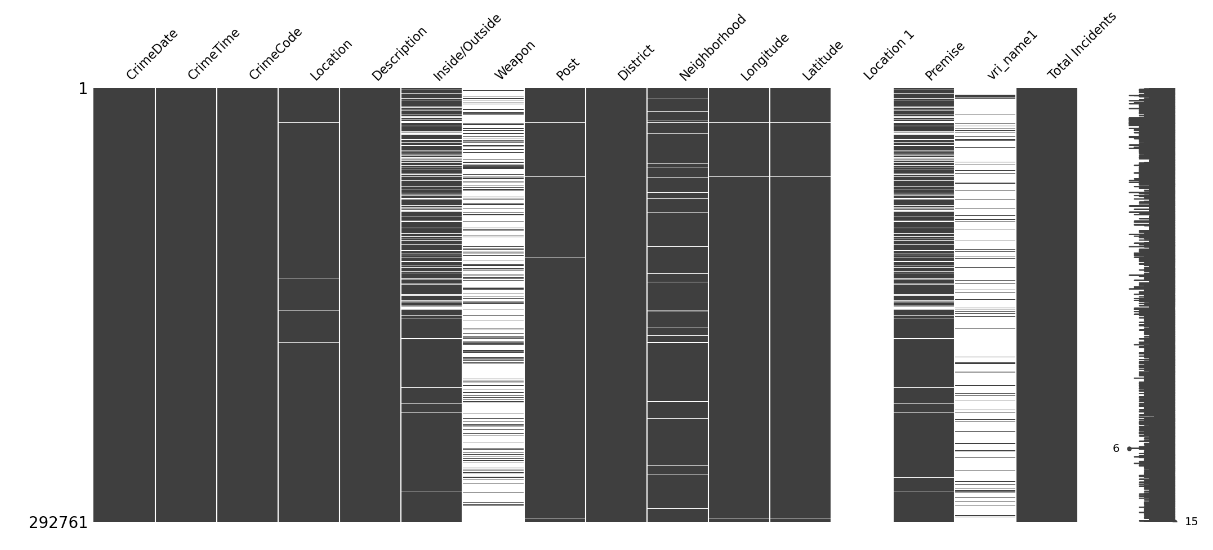 CrimeDate
CrimeTime
CrimeCode
Location
Description
Inside/Outside
Weapon
Post
District
Neighborhood
Longitude
Latitude
Location 1
Premise
vri_name1
Total Incidents
1
6
292761
15